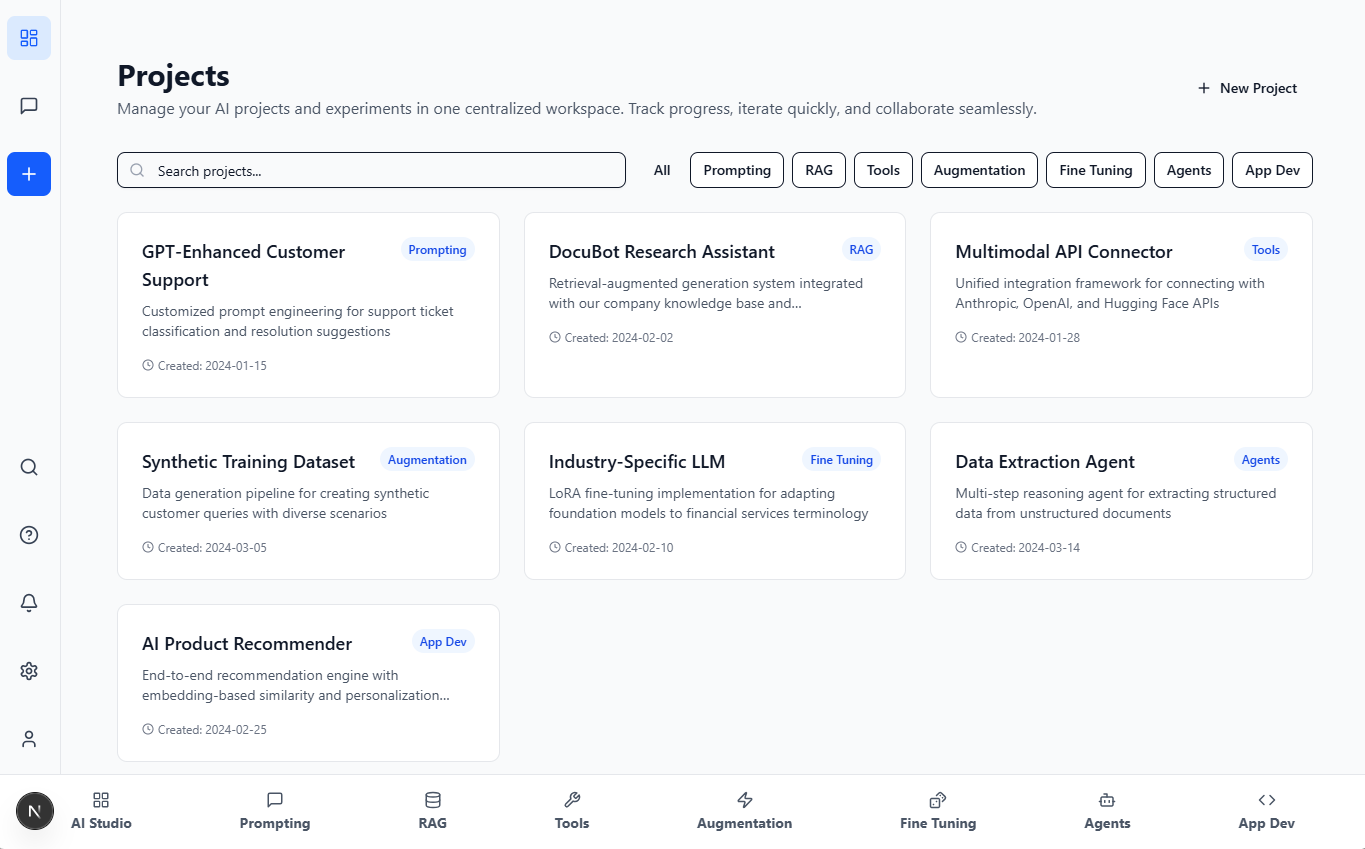 Projects
Manage your AI projects and experiments in one centralized workspace. Track progress, iterate quickly, and collaborate seamlessly.
New Project
Search projects...
All
Prompting
RAG
Tools
Augmentation
Fine Tuning
Agents
App Dev
GPT-Enhanced Customer
Support
Prompting
Customized prompt engineering for support ticket
classification and resolution suggestions
Created: 2024-01-15
DocuBot Research Assistant
RAG
Retrieval-augmented generation system integrated
with our company knowledge base and...
Created: 2024-02-02
Multimodal API Connector
Tools
Unified integration framework for connecting with
Anthropic, OpenAI, and Hugging Face APIs
Created: 2024-01-28
Synthetic Training Dataset
Augmentation
Data generation pipeline for creating synthetic
customer queries with diverse scenarios
Created: 2024-03-05
Industry-Specific LLM
Fine Tuning
LoRA fine-tuning implementation for adapting
foundation models to financial services terminology
Created: 2024-02-10
Data Extraction Agent
Agents
Multi-step reasoning agent for extracting structured
data from unstructured documents
Created: 2024-03-14
AI Product Recommender
App Dev
End-to-end recommendation engine with
embedding-based similarity and personalization...
Created: 2024-02-25
N
AI Studio
Prompting
RAG
Tools
Augmentation
Fine Tuning
Agents
App Dev